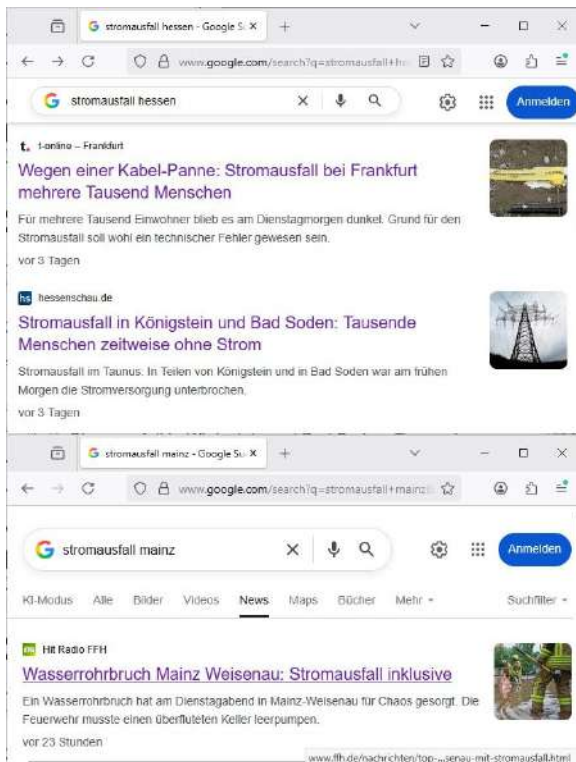 stromausfall hessen - Google S
www.google.com/search?q=stromausfall+h
stromausfall hessen
Anmelden
t-online – Frankfurt
Wegen einer Kabel-Panne: Stromausfall bei Frankfurt
mehrere Tausend Menschen
Für mehrere Tausend Einwohner blieb es am Dienstagmorgen dunkel. Grund für den
Stromausfall soll wohl ein technischer Fehler gewesen sein.
vor 3 Tagen
hs hessenschau.de
Stromausfall in Königstein und Bad Soden: Tausende
Menschen zeitweise ohne Strom
Stromausfall im Taunus: In Teilen von Königstein und in Bad Soden war am frühen
Morgen die Stromversorgung unterbrochen.
vor 3 Tagen
stromausfall mainz - Google Su
www.google.com/search?q=stromausfall+mainz
stromausfall mainz
Anmelden
KI-Modus Alle Bilder Videos News Maps Bücher Mehr Suchfilter
Hit Radio FFH
Wasserrohrbruch Mainz Weisenau: Stromausfall inklusive
Ein Wasserrohrbruch hat am Dienstagabend in Mainz-Weisenau für Chaos gesorgt. Die
Feuerwehr musste einen überfluteten Keller leerpumpen.
vor 23 Stunden
www.ffh.de/nachrichten/top-...senau-mit-stromausfall.html